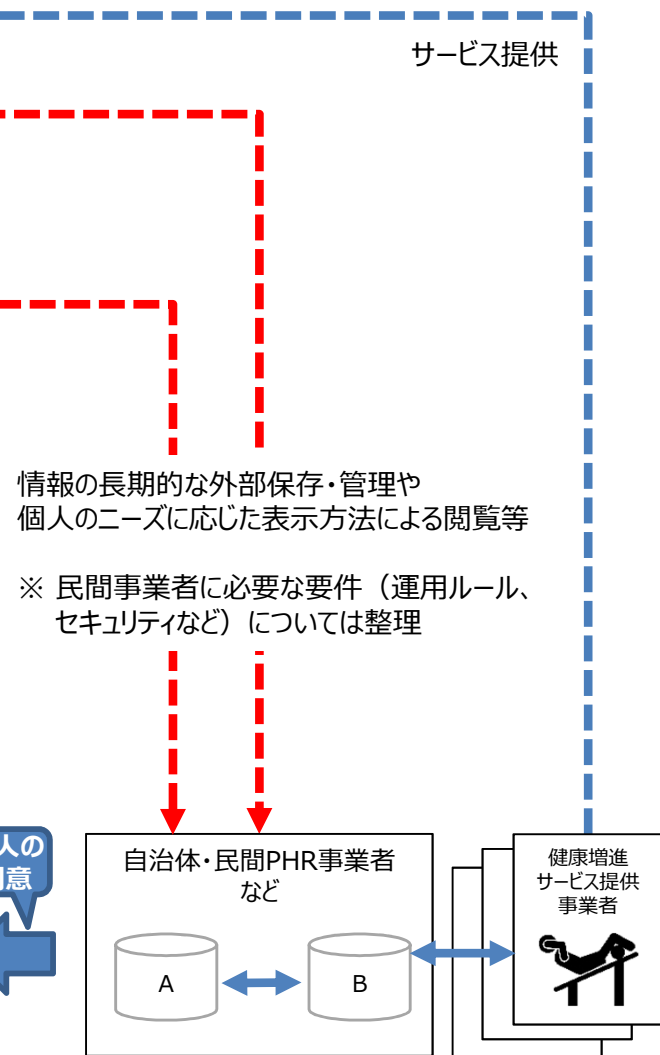 サービス提供
情報の長期的な外部保存・管理や
個人のニーズに応じた表示方法による閲覧等
※ 民間事業者に必要な要件（運用ルール、
セキュリティなど）については整理
人の
意
自治体・民間PHR事業者
など
A
B
健康増進
サービス提供
事業者